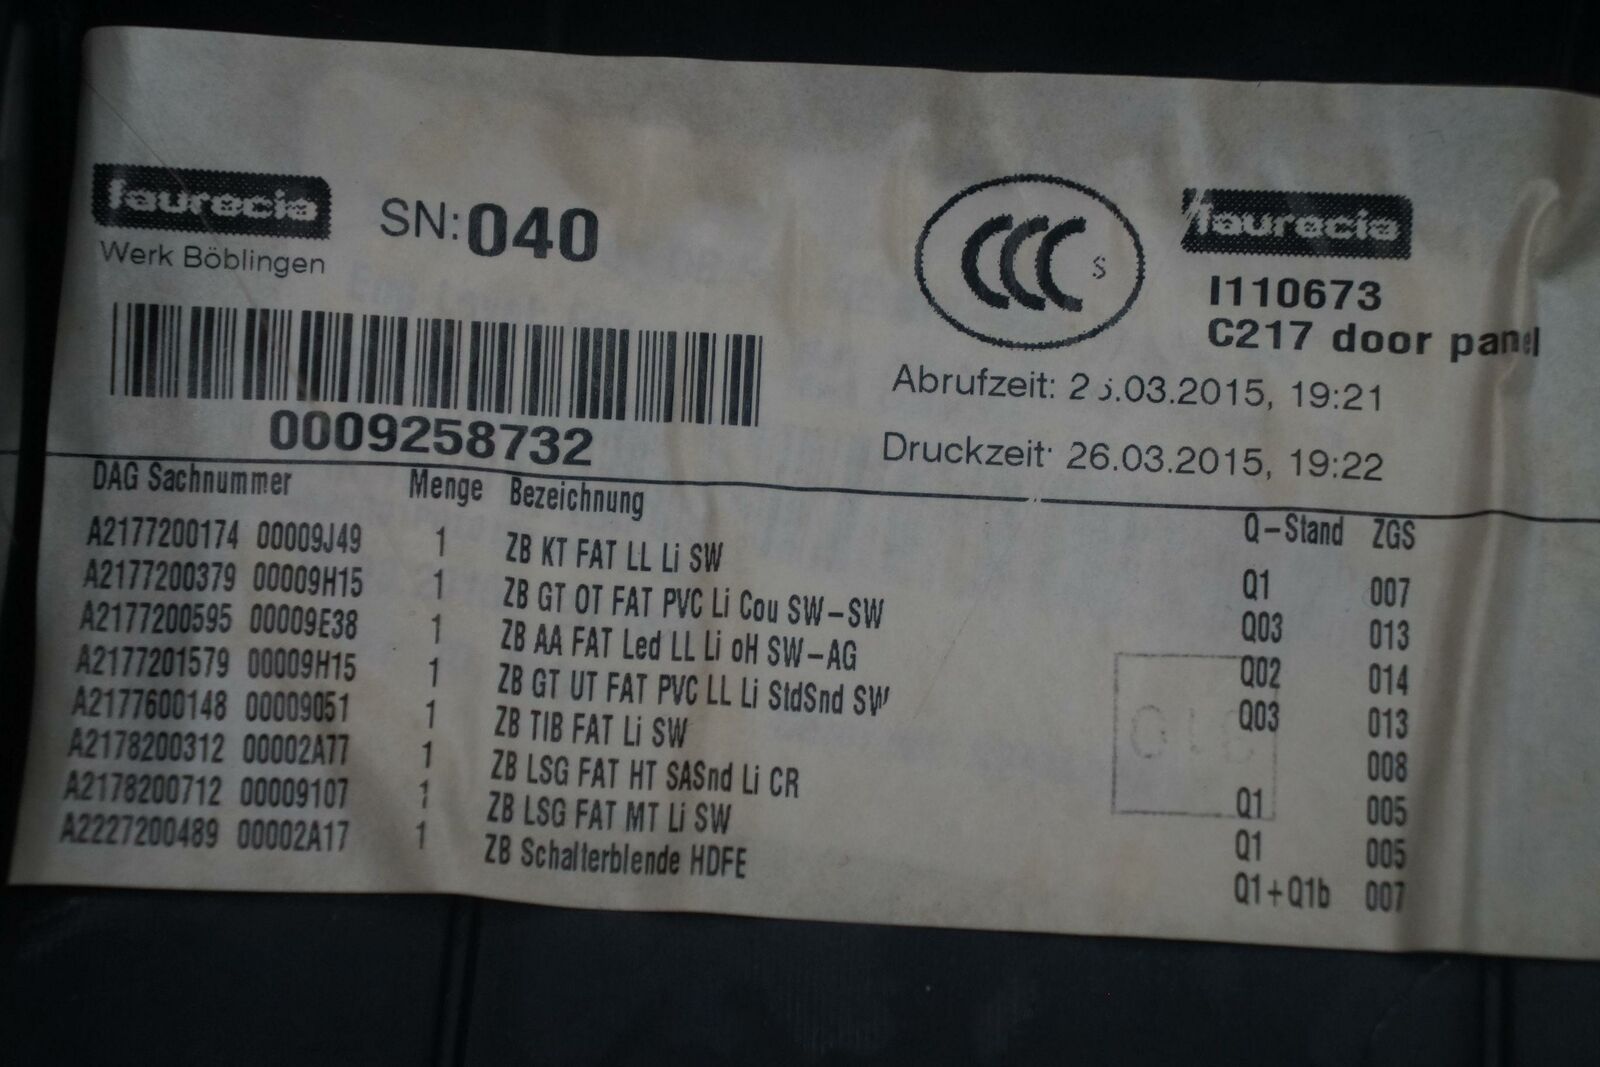 faurecia
Werk Böblingen
SN: 040
CCC S
faurecia
I110673
C217 door panel
Abrufzeit: 26.03.2015, 19:21
Druckzeit: 26.03.2015, 19:22
0009258732
DAG Sachnummer Menge Bezeichnung Q-Stand ZGS
A2177200174 00009J49 1 ZB KT FAT LL Li SW Q1 007
A2177200379 00009H15 1 ZB GT OT FAT PVC Li Cou SW-SW Q03 013
A2177200595 00009E38 1 ZB AA FAT Led LL Li oH SW-AG Q02 014
A2177201579 00009H15 1 ZB GT UT FAT PVC LL Li StdSnd SW Q03 013
A2177600148 00009051 1 ZB TIB FAT Li SW 008
A2178200312 00002A77 1 ZB LSG FAT HT SASnd Li CR Q1 005
A2178200712 00009107 1 ZB LSG FAT MT Li SW Q1 005
A2227200489 00002A17 1 ZB Schalterblende HDFE Q1+Q1b 007